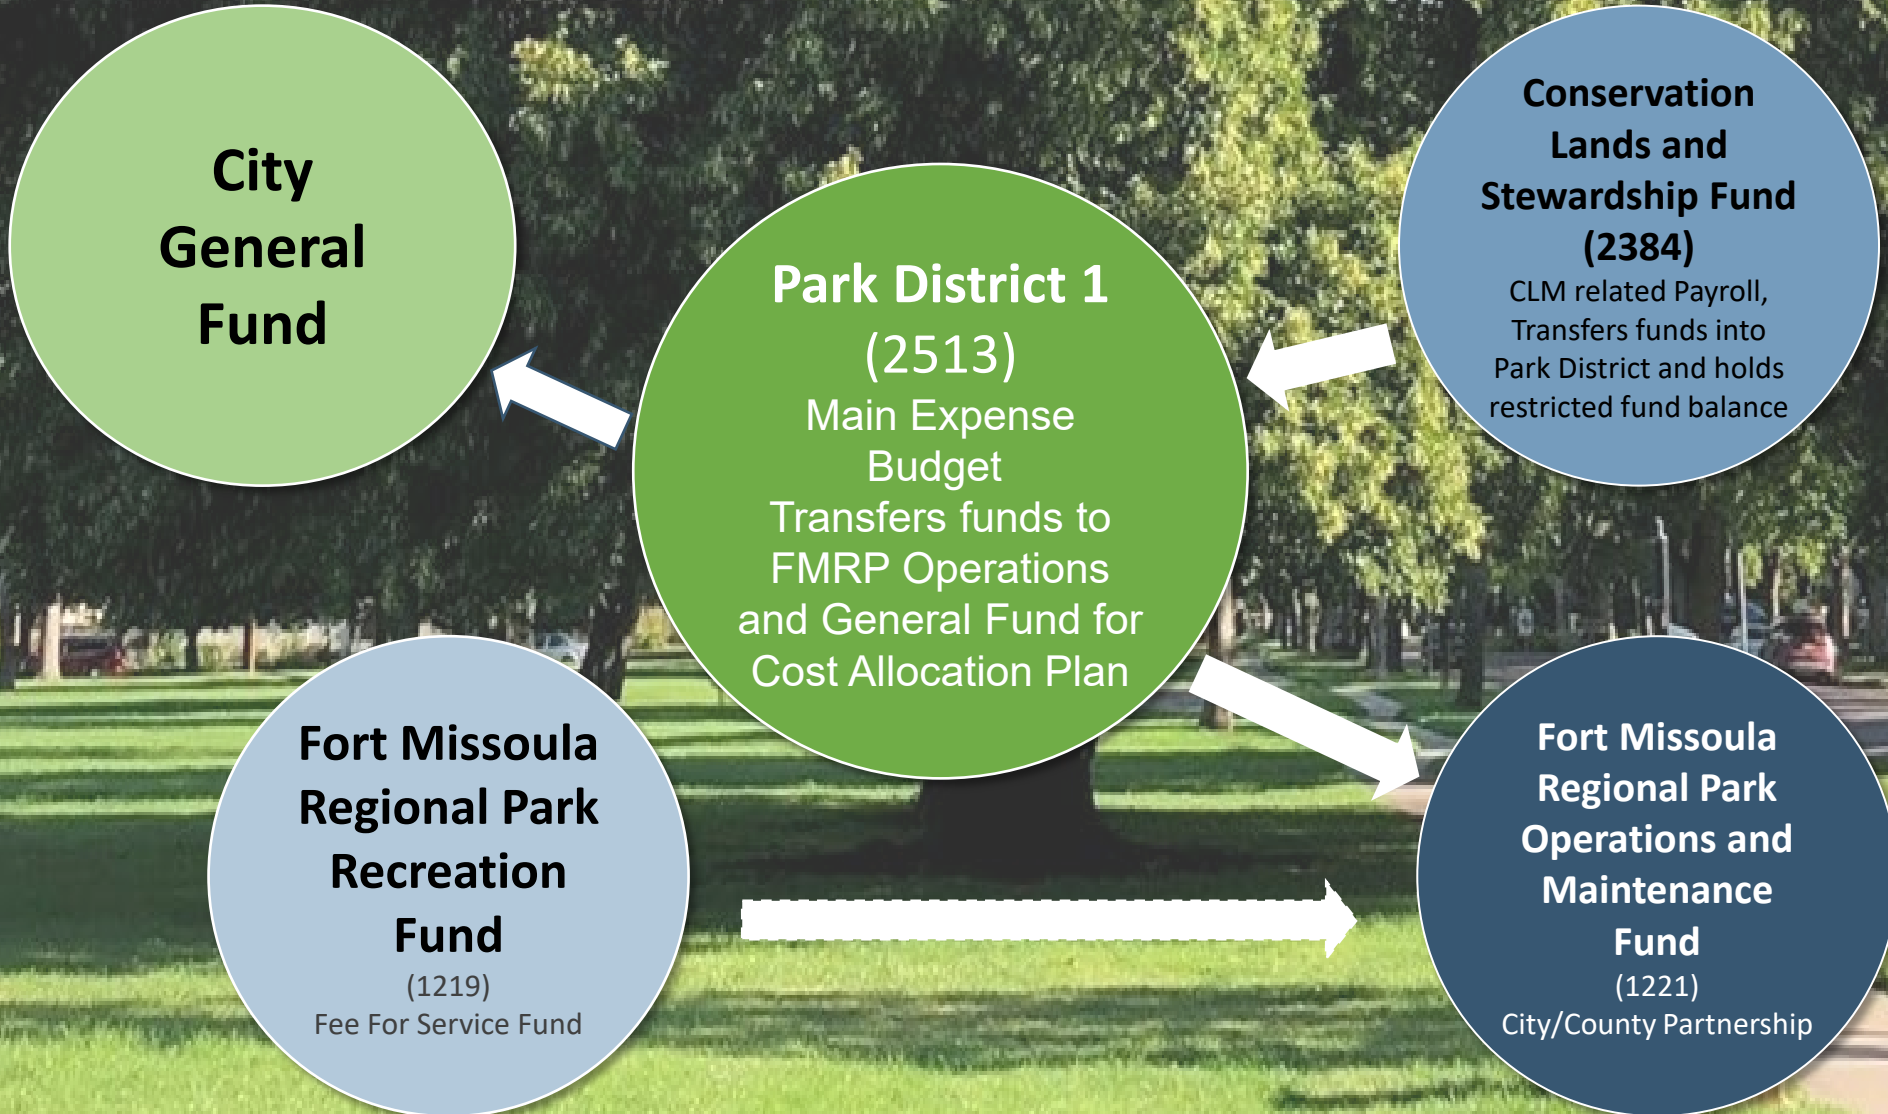 City
General
Fund
Park District 1
(2513)
Main Expense
Budget
Transfers funds to
FMRP Operations
and General Fund for
Cost Allocation Plan
Conservation
Lands and
Stewardship Fund
(2384)
CLM related Payroll,
Transfers funds into
Park District and holds
restricted fund balance
Fort Missoula
Regional Park
Recreation
Fund
(1219)
Fee For Service Fund
Fort Missoula
Regional Park
Operations and
Maintenance
Fund
(1221)
City/County Partnership